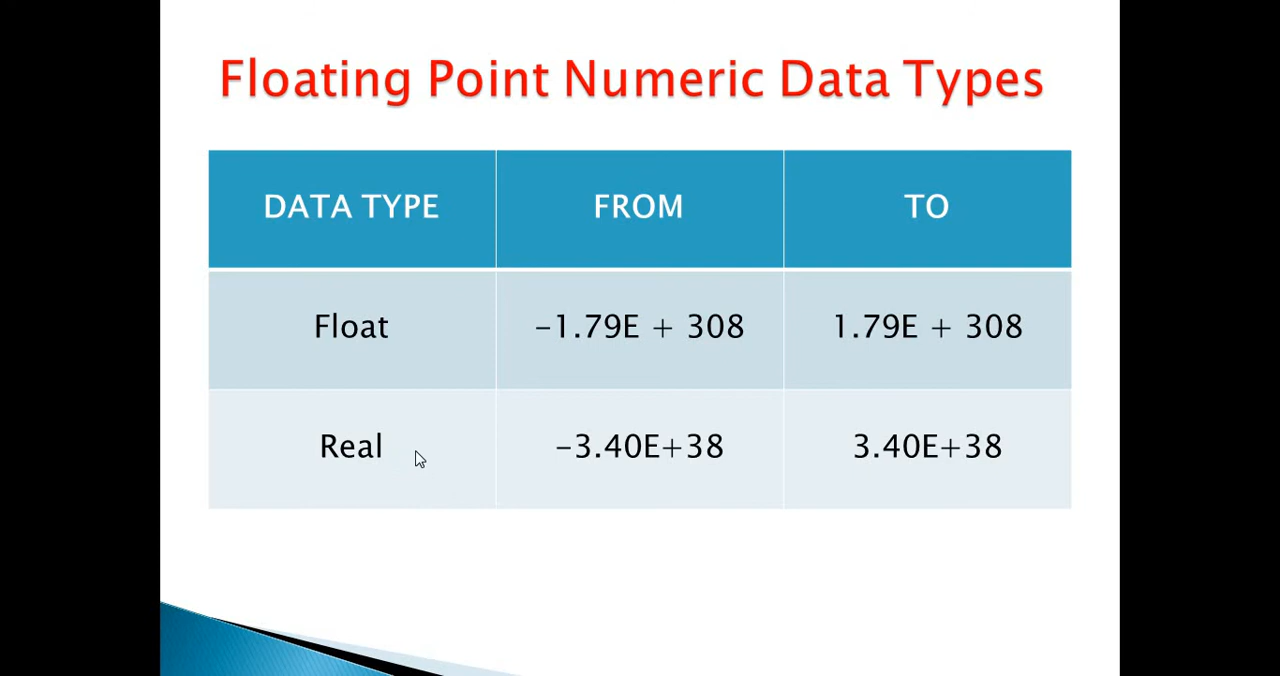 Floating Point Numeric Data Types
DATA TYPE FROM TO
Float -1.79E + 308 1.79E + 308
Real -3.40E+38 3.40E+38